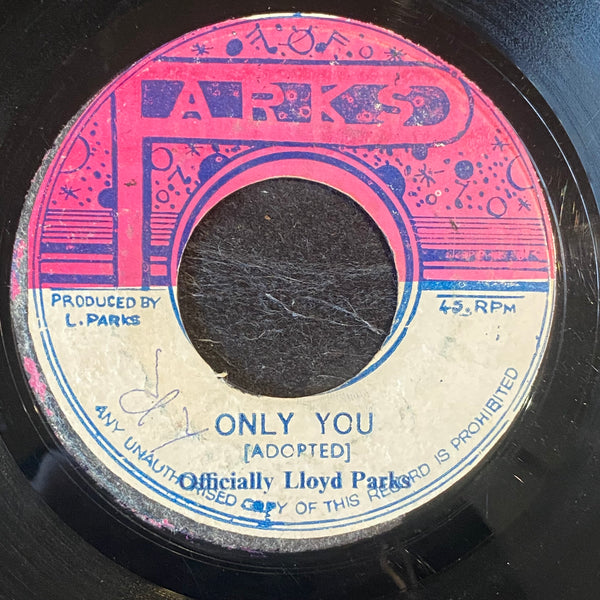 PARKS
PRODUCED BY
L. PARKS
45. RPM
ONLY YOU
[ADOPTED]
Officially Lloyd Parks
ANY UNAUTHORISED COPY OF THIS RECORD IS PROHIBITED